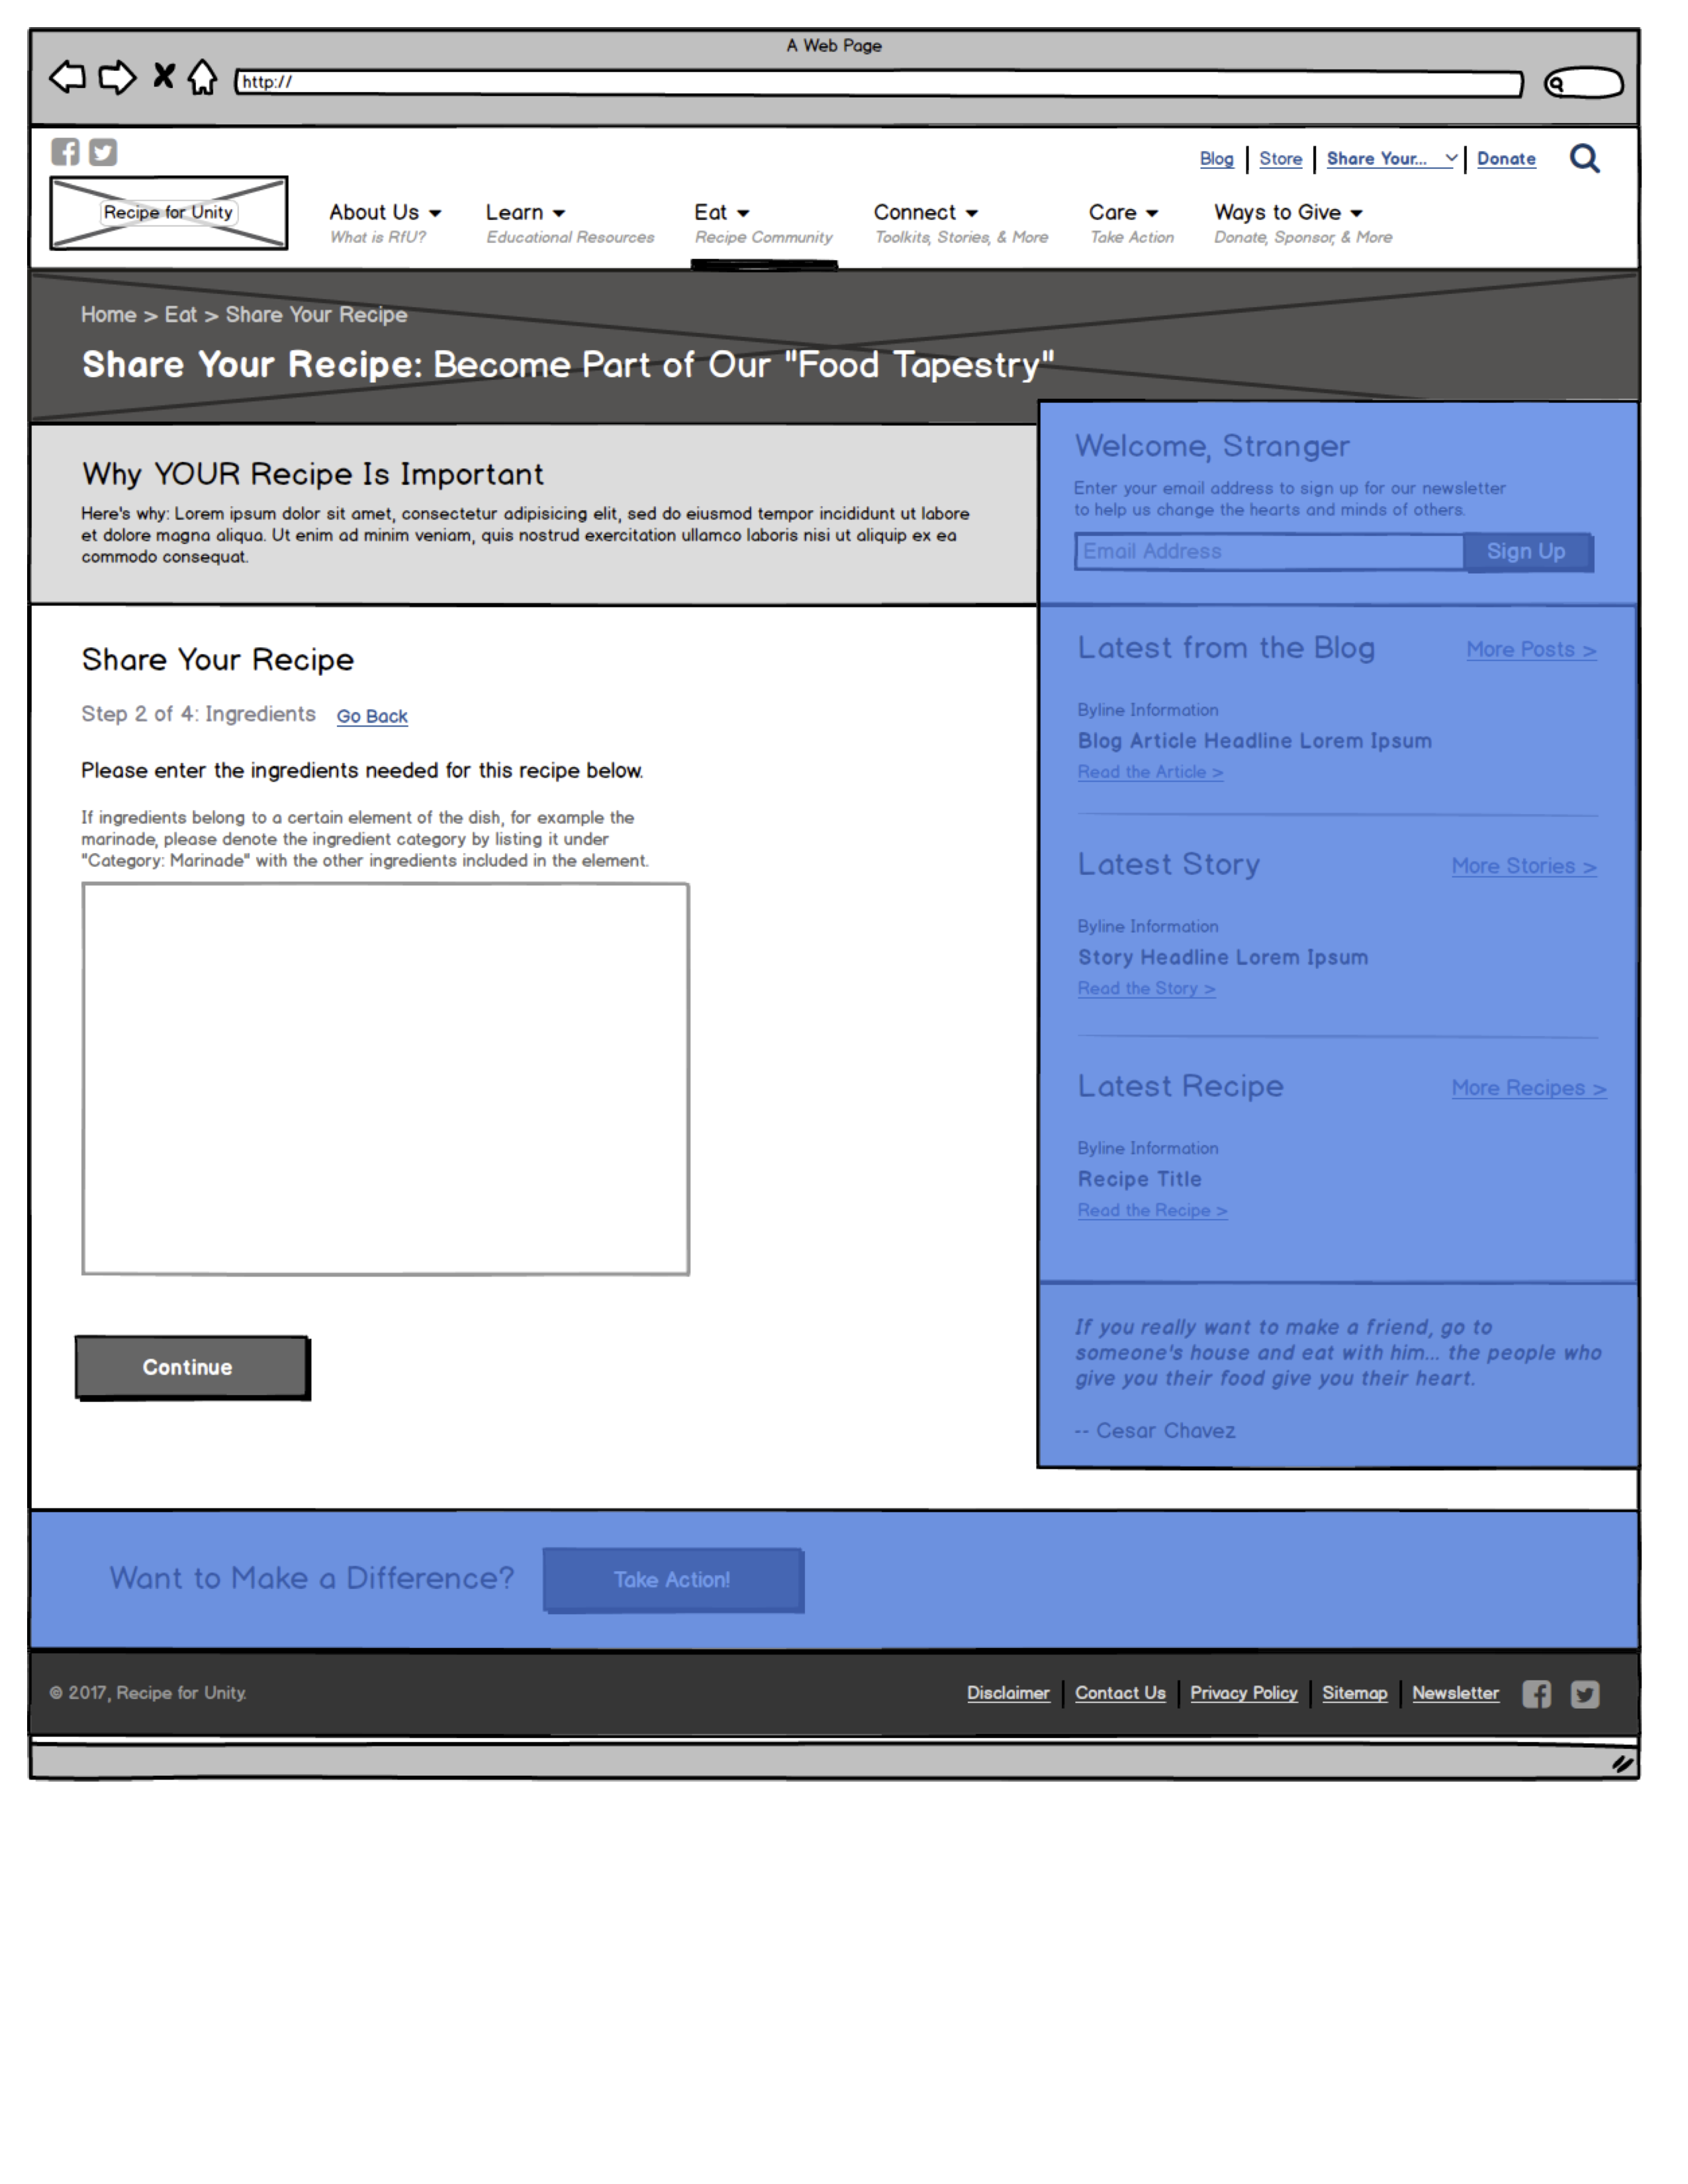 A Web Page
http://
Blog Store Share Your... Donate
Recipe for Unity
About Us Learn Eat Connect Care Ways to Give
What is RfU? Educational Resources Recipe Community Toolkits, Stories, & More Take Action Donate, Sponsor, & More
Home > Eat > Share Your Recipe
Share Your Recipe: Become Part of Our "Food Tapestry"
Why YOUR Recipe Is Important
Here's why: Lorem ipsum dolor sit amet, consectetur adipisicing elit, sed do eiusmod tempor incididunt ut labore
et dolore magna aliqua. Ut enim ad minim veniam, quis nostrud exercitation ullamco laboris nisi ut aliquip ex ea
commodo consequat.
Share Your Recipe
Step 2 of 4: Ingredients Go Back
Please enter the ingredients needed for this recipe below.
If ingredients belong to a certain element of the dish, for example the
marinade, please denote the ingredient category by listing it under
"Category: Marinade" with the other ingredients included in the element.
Continue
Welcome, Stranger
Enter your email address to sign up for our newsletter
to help us change the hearts and minds of others.
Email Address Sign Up
Latest from the Blog More Posts >
Byline Information
Blog Article Headline Lorem Ipsum
Read the Article >
Latest Story More Stories >
Byline Information
Story Headline Lorem Ipsum
Read the Story >
Latest Recipe More Recipes >
Byline Information
Recipe Title
Read the Recipe >
If you really want to make a friend, go to
someone's house and eat with him... the people who
give you their food give you their heart.
-- Cesar Chavez
Want to Make a Difference? Take Action!
© 2017, Recipe for Unity. Disclaimer Contact Us Privacy Policy Sitemap Newsletter